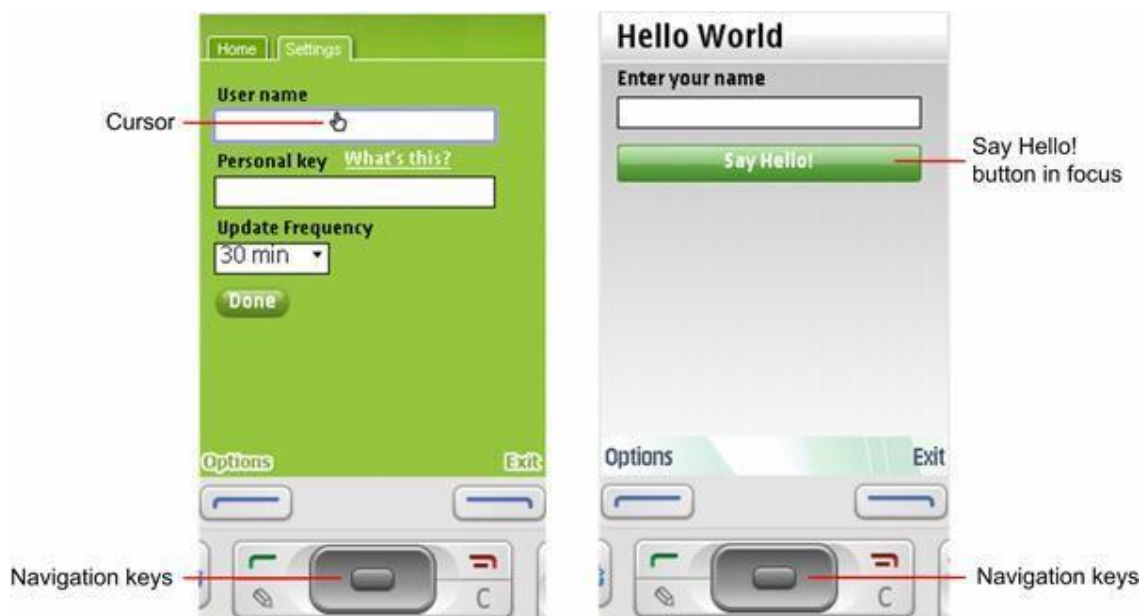 Home
Settings
User name
Cursor
Personal key What's this?
Update Frequency
30 min
Done
Options
Exit
Navigation keys
C
Hello World
Enter your name
Say Hello!
Say Hello!
button in focus
Options
Exit
Navigation keys
C